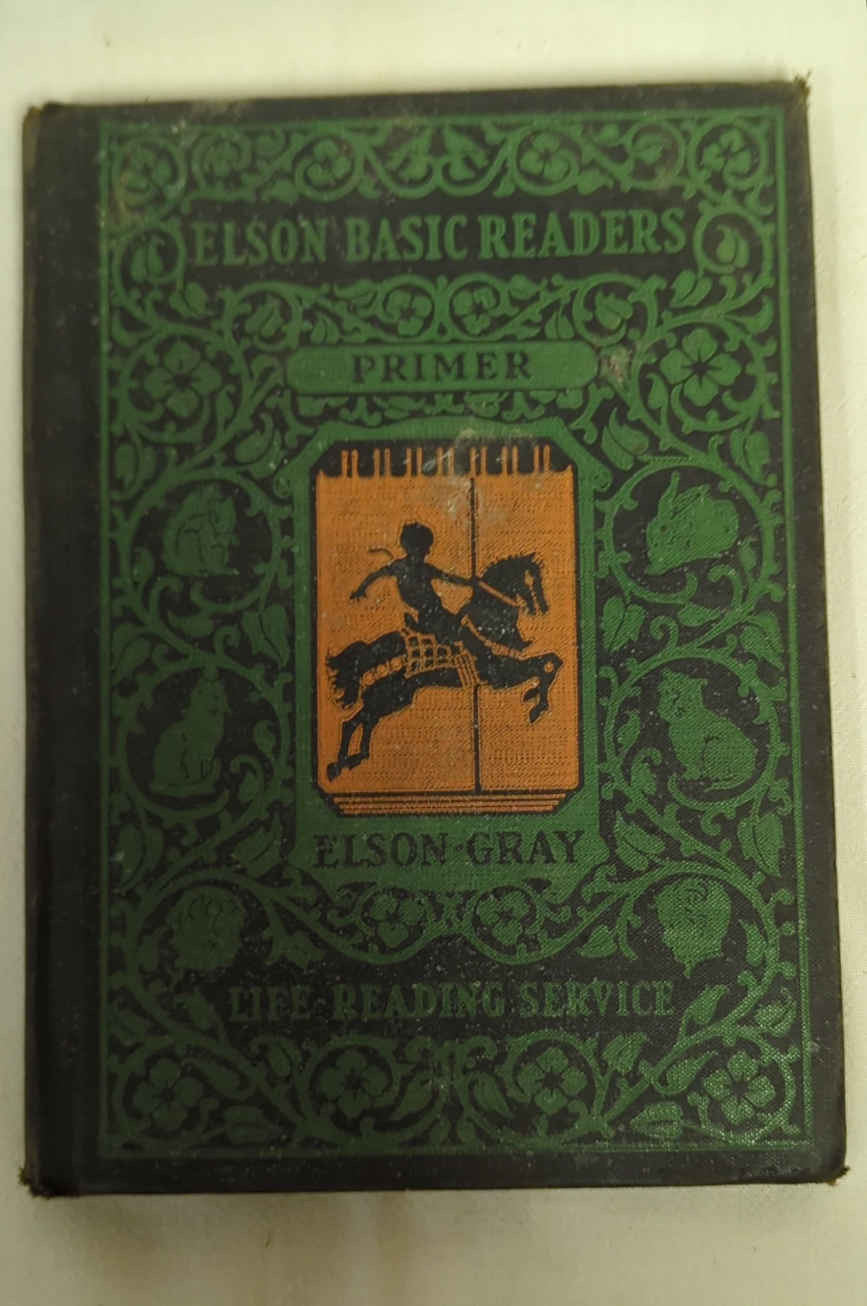 ELSON BASIC READERS
PRIMER
ELSON-GRAY
LIFE-READING SERVICE